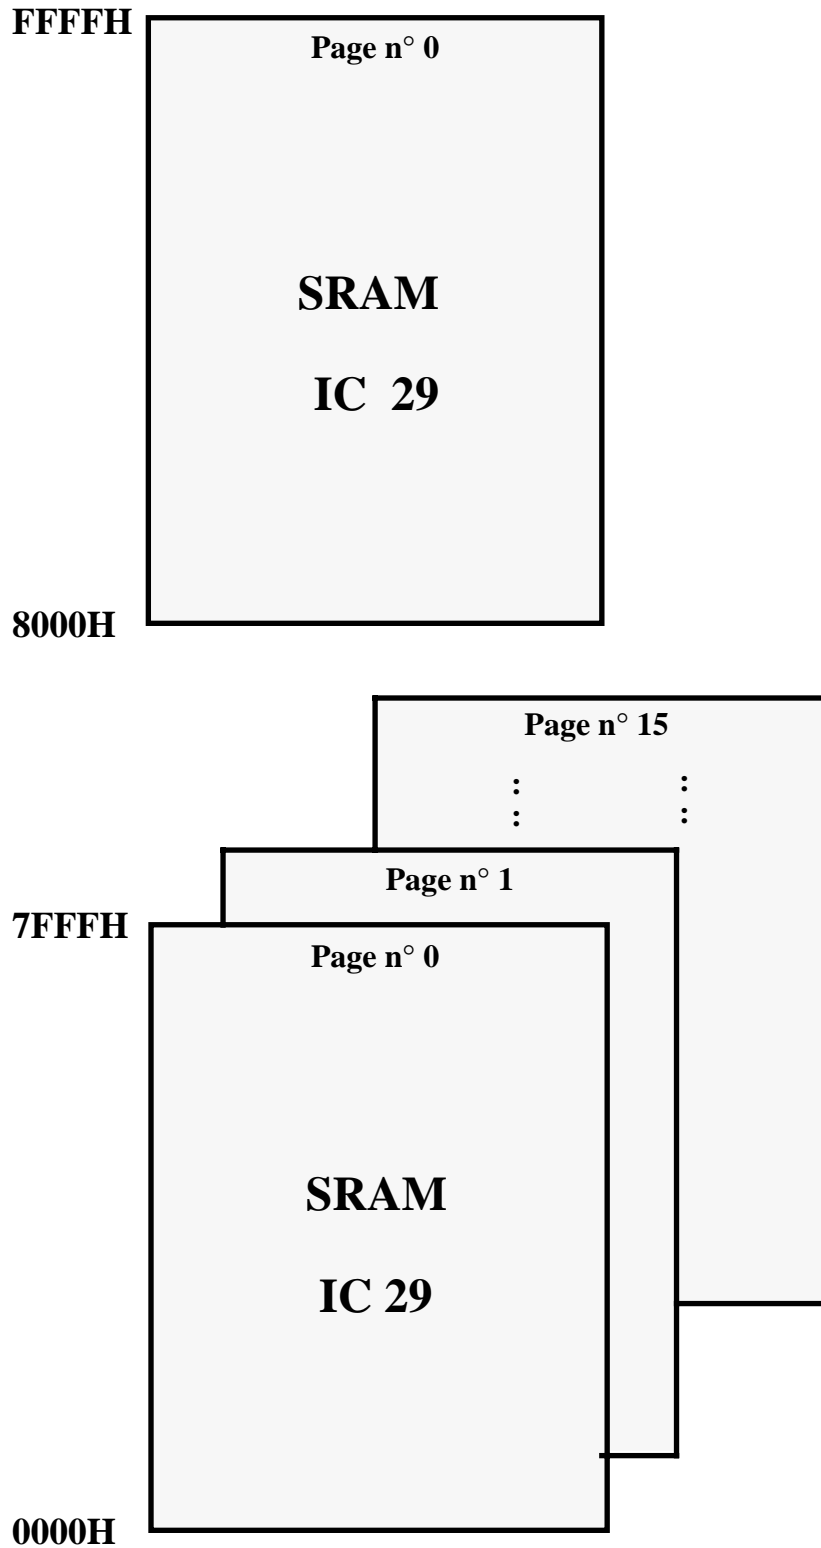 FFFFH
Page n° 0
SRAM
IC 29
8000H
Page n° 15
: :
: :
Page n° 1
7FFFH
Page n° 0
SRAM
IC 29
0000H